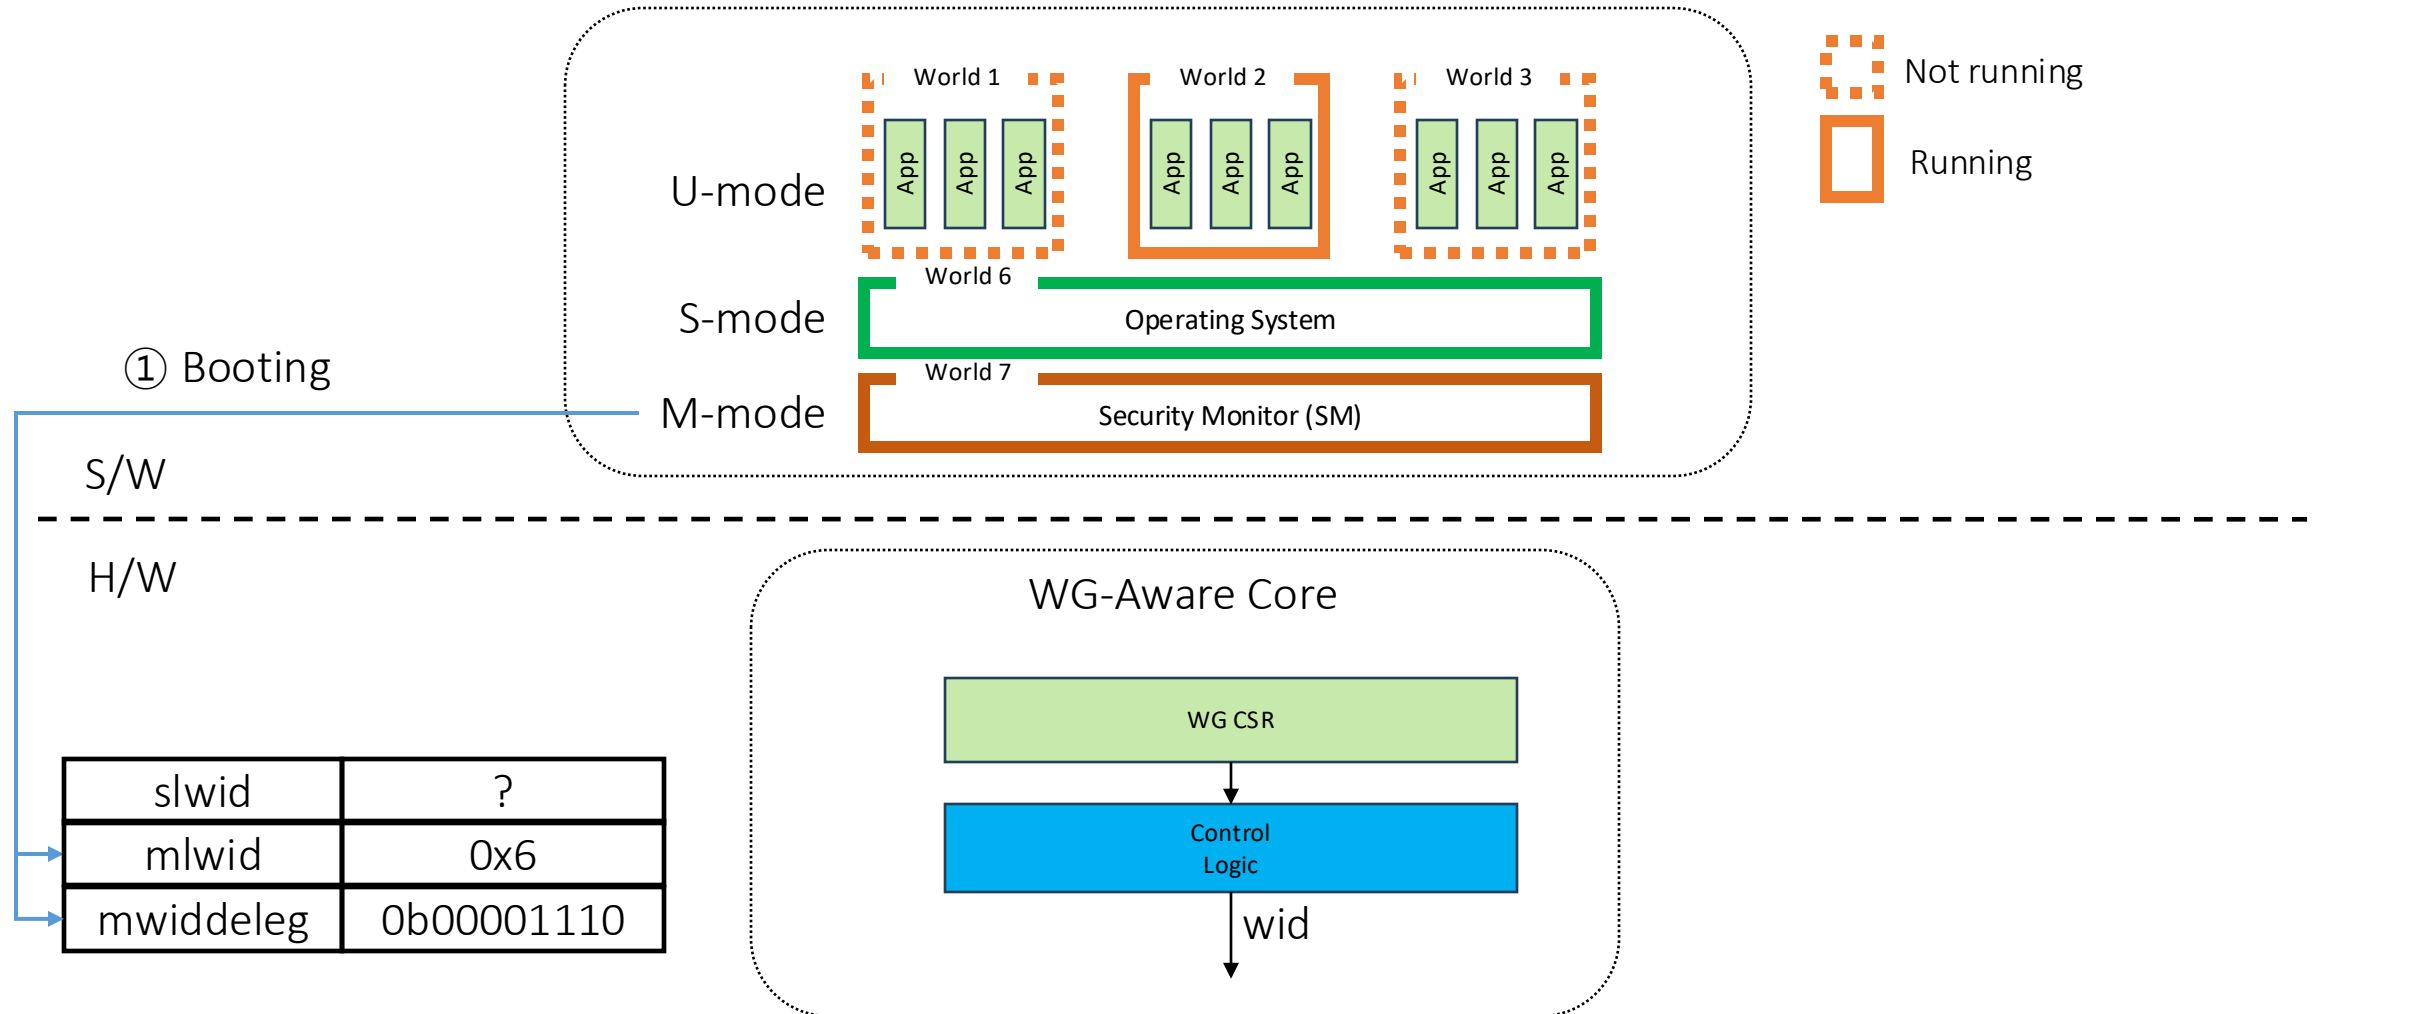 World 1
World 2
World 3
Not running
App
App
App
App
App
App
App
App
App
Running
U-mode
World 6
S-mode
Operating System
① Booting
World 7
M-mode
Security Monitor (SM)
S/W
H/W
WG-Aware Core
WG CSR
slwid ?
mlwid 0x6
mwiddeleg 0b00001110
Control
Logic
wid